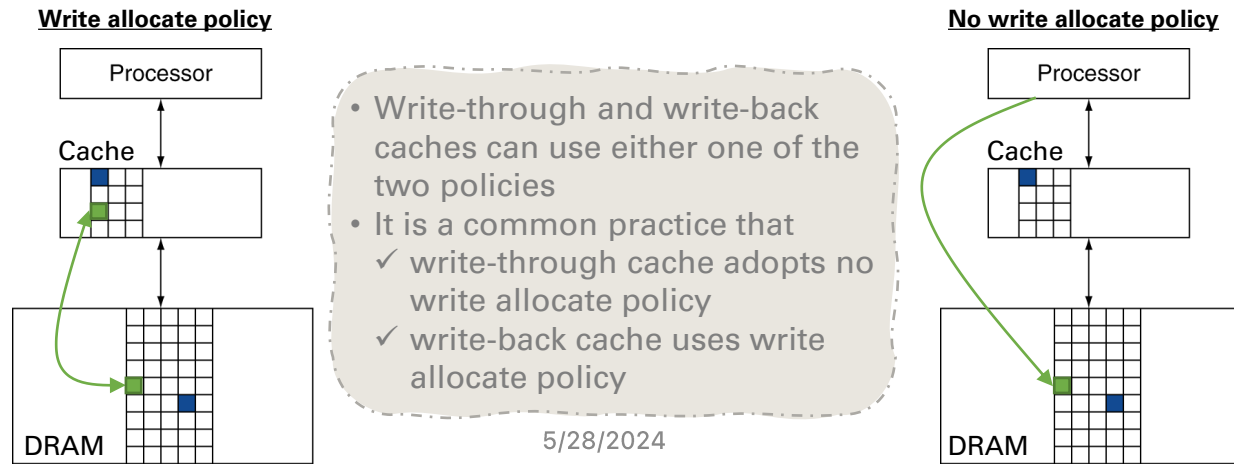 Write allocate policy
Processor
Cache
DRAM
• Write-through and write-back
caches can use either one of the
two policies
• It is a common practice that
✓ write-through cache adopts no
write allocate policy
✓ write-back cache uses write
allocate policy
5/28/2024
No write allocate policy
Processor
Cache
DRAM